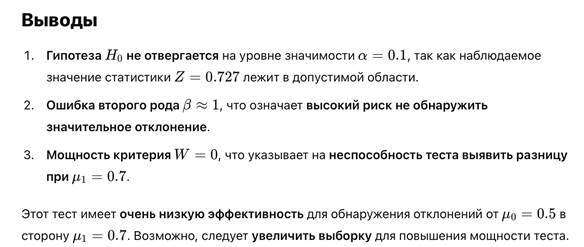 Выводы
1. Гипотеза H₀ не отвергается на уровне значимости α = 0.1, так как наблюдаемое
значение статистики Z = 0.727 лежит в допустимой области.
2. Ошибка второго рода β ≈ 1, что означает высокий риск не обнаружить
значительное отклонение.
3. Мощность критерия W = 0, что указывает на неспособность теста выявить разницу
при μ₁ = 0.7.
Этот тест имеет очень низкую эффективность для обнаружения отклонений от μ₀ = 0.5 в
сторону μ₁ = 0.7. Возможно, следует увеличить выборку для повышения мощности теста.